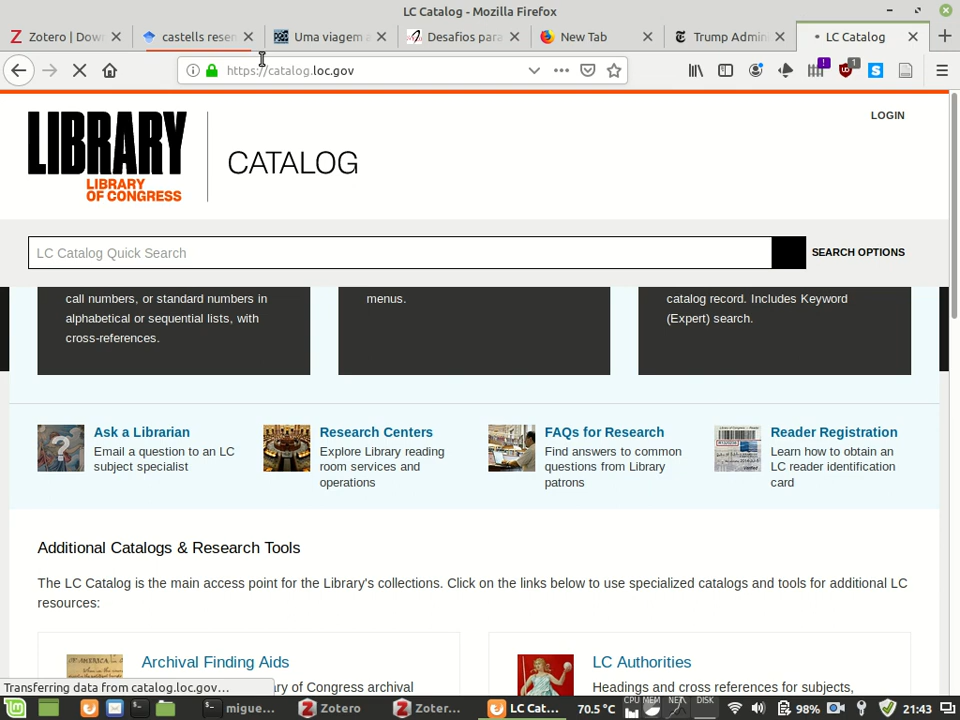 LC Catalog - Mozilla Firefox
Zotero | Dow
castells resen
Uma viagem a
Desafios para
New Tab
Trump Admin
LC Catalog
https://catalog.loc.gov
LOGIN
LIBRARY
LIBRARY
OF CONGRESS
CATALOG
LC Catalog Quick Search
SEARCH OPTIONS
call numbers, or standard numbers in
alphabetical or sequential lists, with
cross-references.
menus.
catalog record. Includes Keyword
(Expert) search.
Ask a Librarian
Email a question to an LC
subject specialist
Research Centers
Explore Library reading
room services and
operations
FAQs for Research
Find answers to common
questions from Library
patrons
Reader Registration
Learn how to obtain an
LC reader identification
card
Additional Catalogs & Research Tools
The LC Catalog is the main access point for the Library's collections. Click on the links below to use specialized catalogs and tools for additional LC
resources:
Archival Finding Aids
ary of Congress archival
LC Authorities
Headings and cross references for subjects,
Transferring data from catalog.loc.gov...
migue...
Zotero
Zoter...
LC Cat...
70.5 °C
CPU
MEM
NET
DISK
98%
21:43